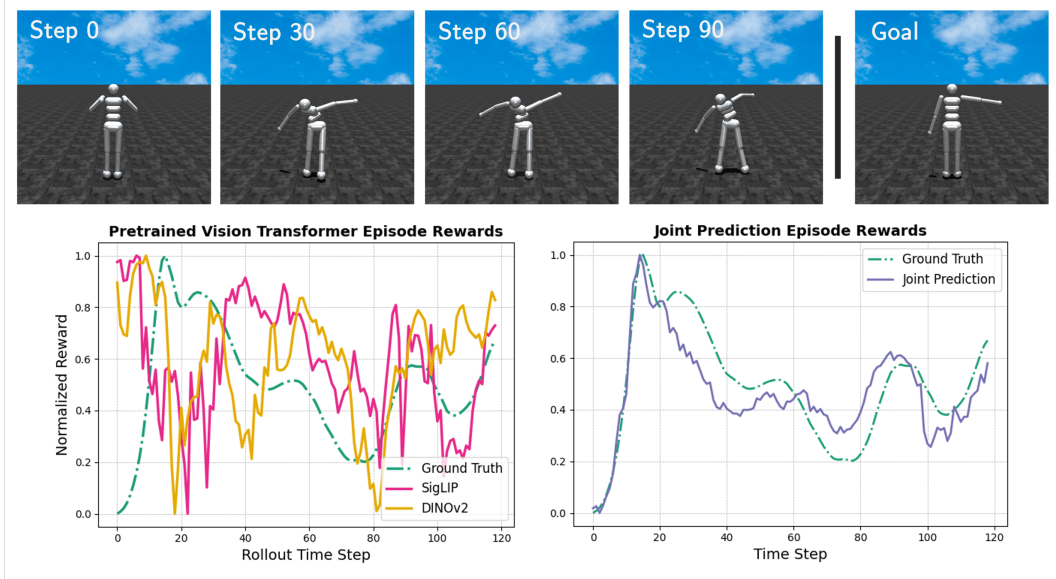 Step 0
Step 30
Step 60
Step 90
Goal
Pretrained Vision Transformer Episode Rewards
Normalized Reward
1.0
0.8
0.6
0.4
0.2
0.0
0 20 40 60 80 100 120
Rollout Time Step
Ground Truth
SigLIP
DINOv2
Joint Prediction Episode Rewards
1.0
0.8
0.6
0.4
0.2
0.0
0 20 40 60 80 100 120
Time Step
Ground Truth
Joint Prediction